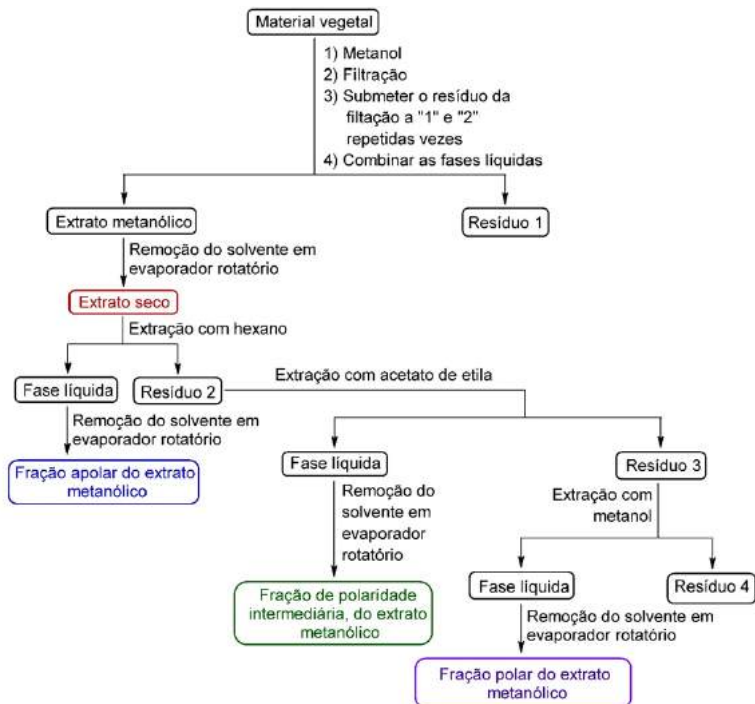 Material vegetal
1) Metanol
2) Filtração
3) Submeter o resíduo da
filtação a "1" e "2"
repetidas vezes
4) Combinar as fases líquidas
Extrato metanólico
Resíduo 1
Remoção do solvente em
evaporador rotatório
Extrato seco
Extração com hexano
Fase líquida
Resíduo 2
Extração com acetato de etila
Remoção do solvente em
evaporador rotatório
Fração apolar do extrato
metanólico
Fase líquida
Resíduo 3
Remoção do
solvente em
evaporador
rotatório
Extração com
metanol
Fração de polaridade
intermediária, do extrato
metanólico
Fase líquida
Resíduo 4
Remoção do solvente em
evaporador rotatório
Fração polar do extrato
metanólico